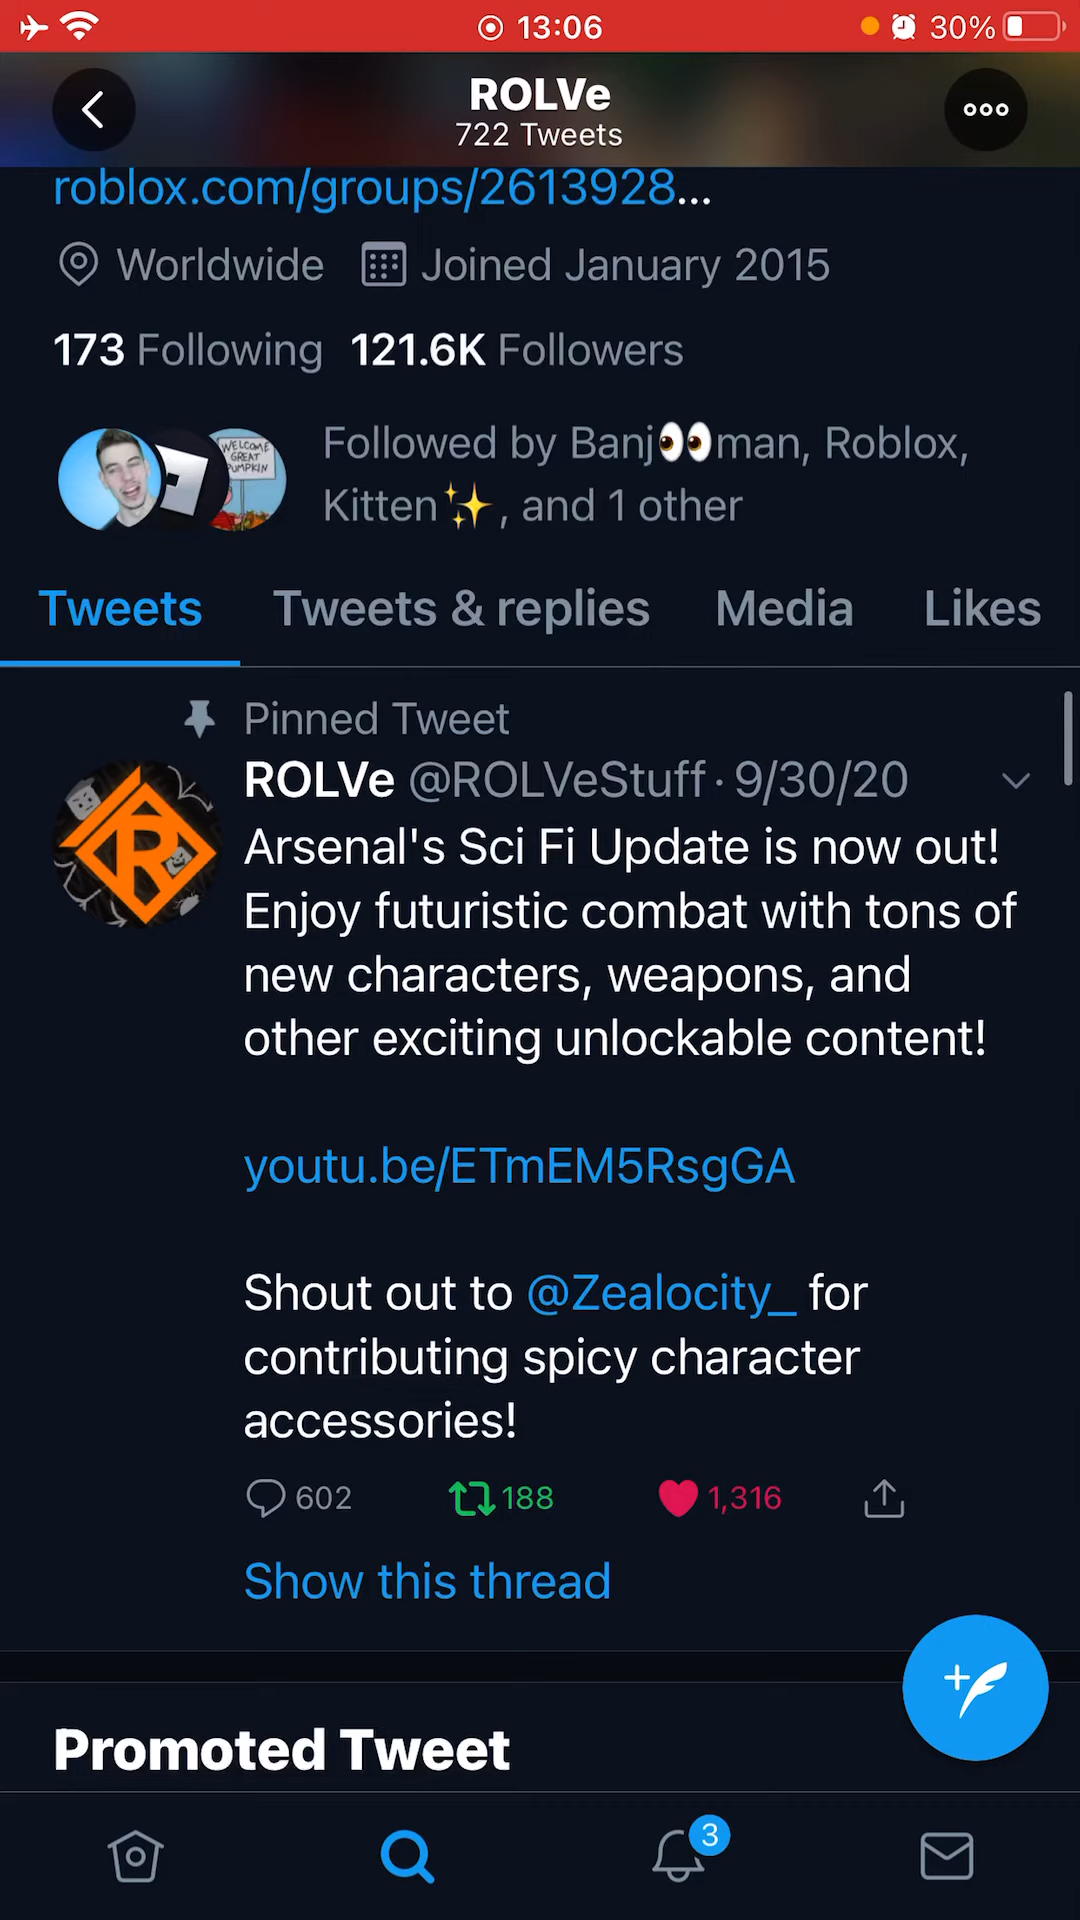 13:06
30%
ROLVe
722 Tweets
roblox.com/groups/2613928...
Worldwide Joined January 2015
173 Following 121.6K Followers
WELCOME
GREAT
PUMPKIN
Followed by Banj👀man, Roblox,
Kitten✨, and 1 other
Tweets Tweets & replies Media Likes
Pinned Tweet
ROLVe @ROLVeStuff · 9/30/20
Arsenal's Sci Fi Update is now out!
Enjoy futuristic combat with tons of
new characters, weapons, and
other exciting unlockable content!
youtu.be/ETmEM5RsgGA
Shout out to @Zealocity_ for
contributing spicy character
accessories!
602 188 1,316
Show this thread
Promoted Tweet
3